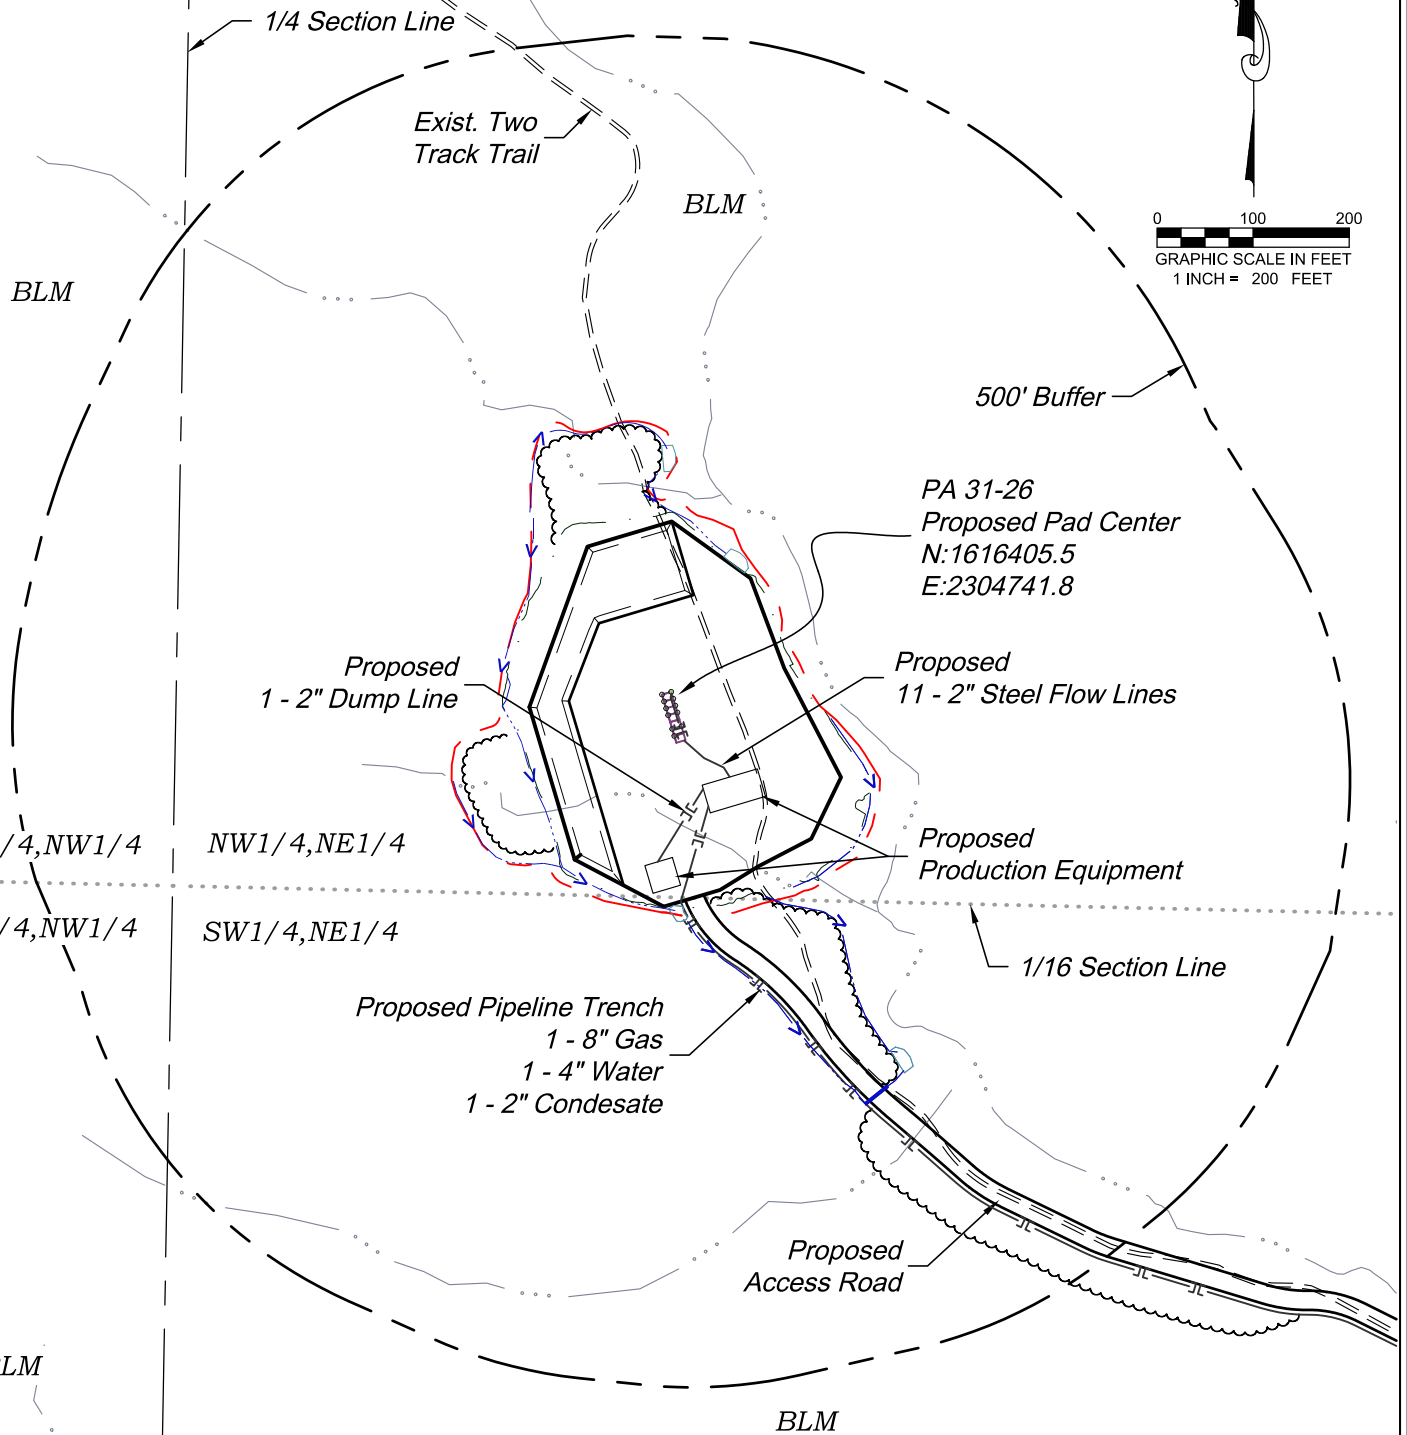 1/4 Section Line
Exist. Two
Track Trail
BLM
0 100 200
GRAPHIC SCALE IN FEET
1 INCH = 200 FEET
BLM
500' Buffer
PA 31-26
Proposed Pad Center
N:1616405.5
E:2304741.8
Proposed
1 - 2" Dump Line
Proposed
11 - 2" Steel Flow Lines
/4,NW1/4
NW1/4,NE1/4
Proposed
Production Equipment
/4,NW1/4
SW1/4,NE1/4
1/16 Section Line
Proposed Pipeline Trench
1 - 8" Gas
1 - 4" Water
1 - 2" Condesate
Proposed
Access Road
LM
BLM